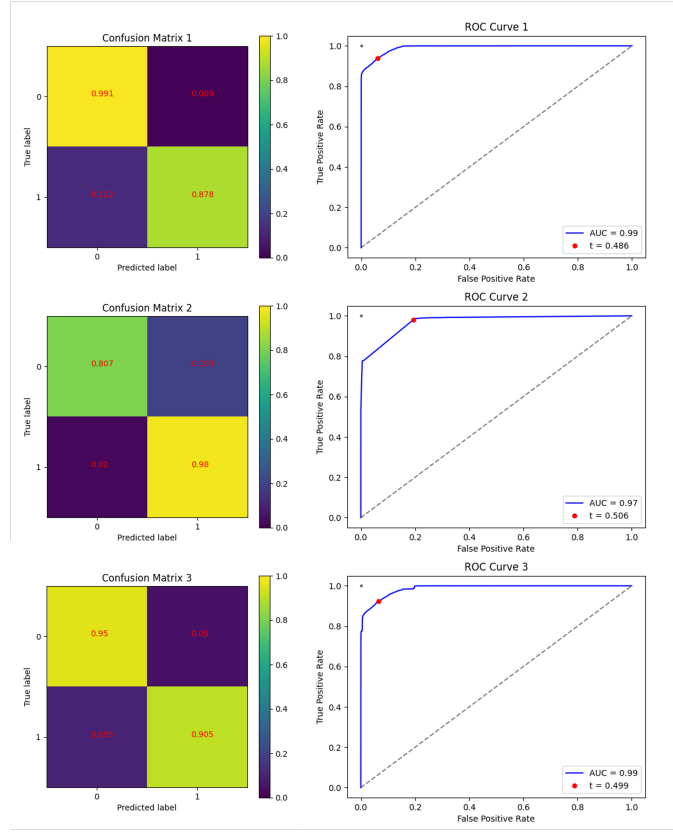 Confusion Matrix 1
1.0
0.8
0.6
0.4
0.2
0.0
0
1
0.991
0.009
0.122
0.878
True label
0 1
Predicted label
ROC Curve 1
1.0
0.8
0.6
0.4
0.2
0.0
True Positive Rate
AUC = 0.99
t = 0.486
0.0 0.2 0.4 0.6 0.8 1.0
False Positive Rate
Confusion Matrix 2
1.0
0.8
0.6
0.4
0.2
0.0
0
1
0.807
0.02
0.98
True label
0 1
Predicted label
ROC Curve 2
1.0
0.8
0.6
0.4
0.2
0.0
True Positive Rate
AUC = 0.97
t = 0.506
0.0 0.2 0.4 0.6 0.8 1.0
False Positive Rate
Confusion Matrix 3
1.0
0.8
0.6
0.4
0.2
0.0
0
1
0.95
0.05
0.905
True label
0 1
Predicted label
ROC Curve 3
1.0
0.8
0.6
0.4
0.2
0.0
True Positive Rate
AUC = 0.99
t = 0.499
0.0 0.2 0.4 0.6 0.8 1.0
False Positive Rate